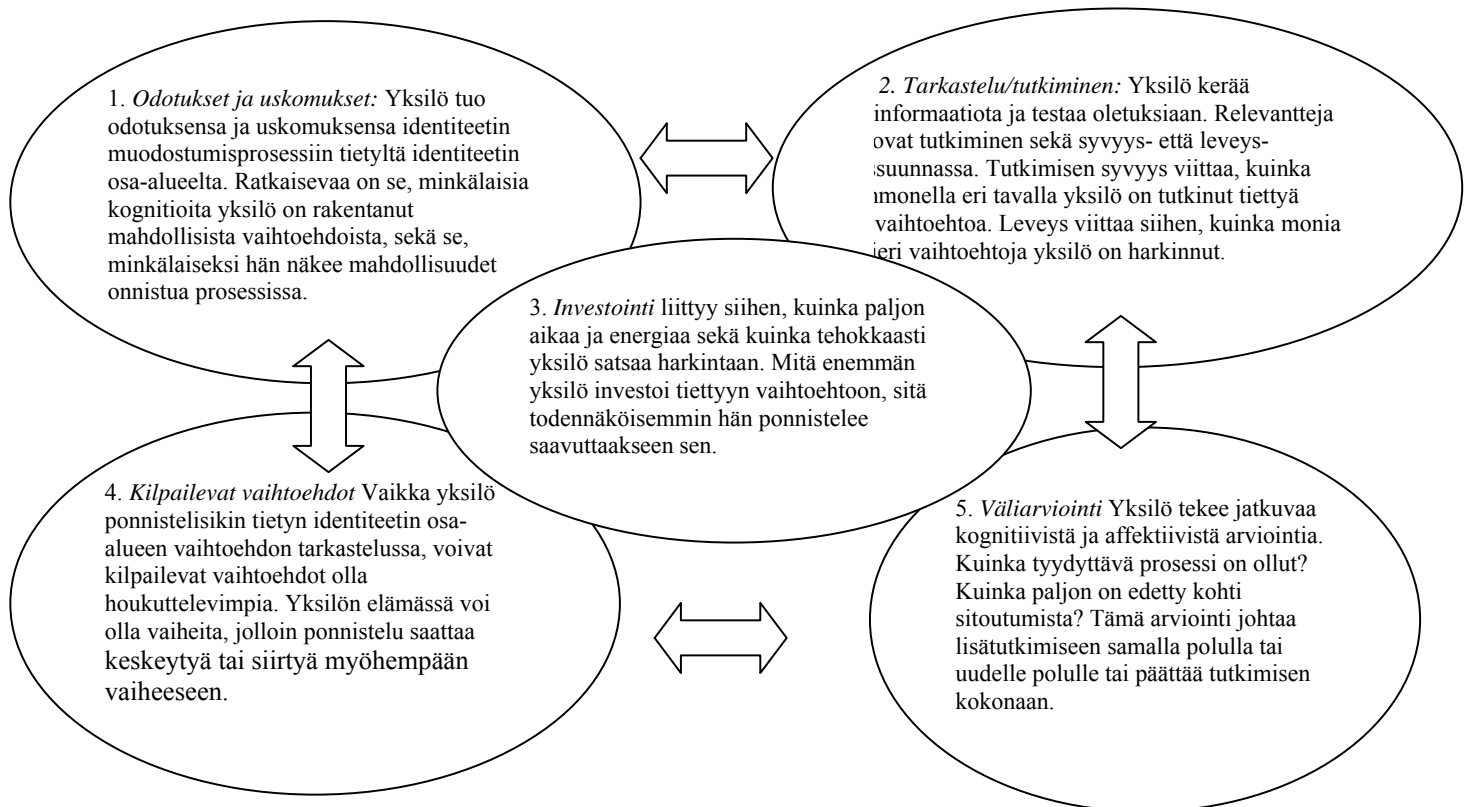 1. Odotukset ja uskomukset: Yksilö tuo
odotuksensa ja uskomuksensa identiteetin
muodostumisprosessiin tietyltä identiteetin
osa-alueelta. Ratkaisevaa on se, minkälaisia
kognitioita yksilö on rakentanut
mahdollisista vaihtoehdoista, sekä se,
minkälaiseksi hän näkee mahdollisuudet
onnistua prosessissa.
2. Tarkastelu/tutkiminen: Yksilö kerää
informaatiota ja testaa oletuksiaan. Relevantteja
ovat tutkiminen sekä syvyys- että leveys-
suunnassa. Tutkimisen syvyys viittaa, kuinka
monella eri tavalla yksilö on tutkinut tiettyä
vaihtoehtoa. Leveys viittaa siihen, kuinka monia
eri vaihtoehtoja yksilö on harkinnut.
3. Investointi liittyy siihen, kuinka paljon
aikaa ja energiaa sekä kuinka tehokkaasti
yksilö satsaa harkintaan. Mitä enemmän
yksilö investoi tiettyyn vaihtoehtoon, sitä
todennäköisemmin hän ponnistelee
saavuttaakseen sen.
4. Kilpailevat vaihtoehdot Vaikka yksilö
ponnistelisikin tietyn identiteetin osa-
alueen vaihtoehdon tarkastelussa, voivat
kilpailevat vaihtoehdot olla
houkuttelevimpia. Yksilön elämässä voi
olla vaiheita, jolloin ponnistelu saattaa
keskeytyä tai siirtyä myöhempään
vaiheeseen.
5. Väliarviointi Yksilö tekee jatkuvaa
kognitiivistä ja affektiivistä arviointia.
Kuinka tyydyttävä prosessi on ollut?
Kuinka paljon on edetty kohti
sitoutumista? Tämä arviointi johtaa
lisätutkimiseen samalla polulla tai
uudelle polulle tai päättää tutkimisen
kokonaan.